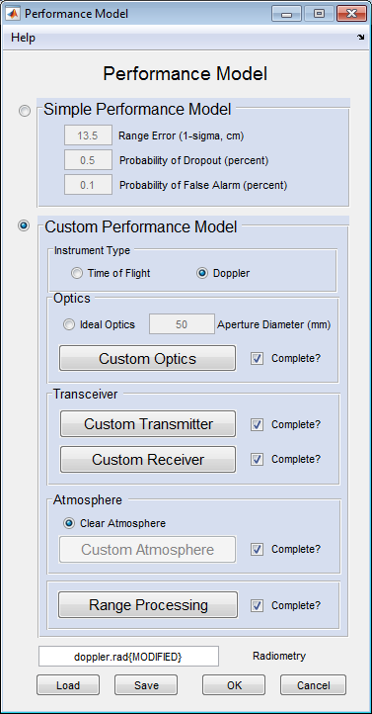 Performance Model
Help
Performance Model
Simple Performance Model
13.5 Range Error (1-sigma, cm)
0.5 Probability of Dropout (percent)
0.1 Probability of False Alarm (percent)
Custom Performance Model
Instrument Type
Time of Flight Doppler
Optics
Ideal Optics 50 Aperture Diameter (mm)
Custom Optics Complete?
Transceiver
Custom Transmitter Complete?
Custom Receiver Complete?
Atmosphere
Clear Atmosphere
Custom Atmosphere Complete?
Range Processing Complete?
doppler.rad{MODIFIED} Radiometry
Load Save OK Cancel